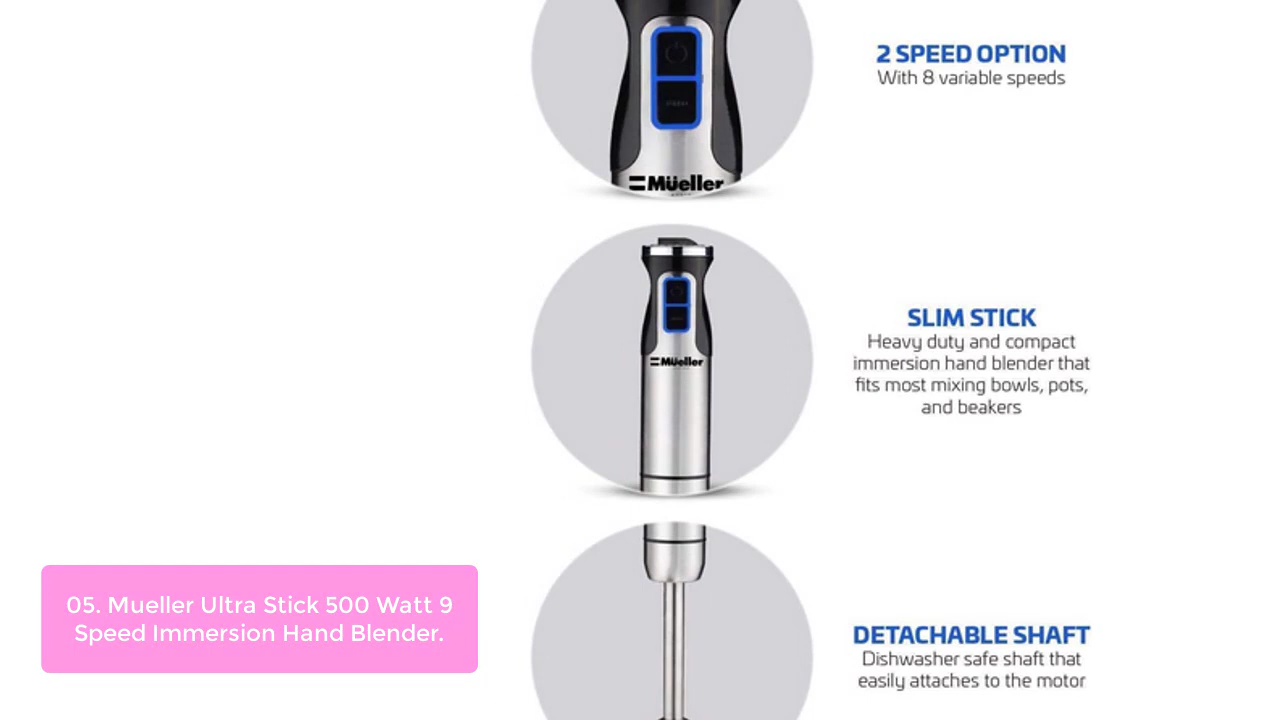 2 SPEED OPTION
With 8 variable speeds
Mueller
SLIM STICK
Heavy duty and compact
immersion hand blender that
fits most mixing bowls, pots,
and beakers
Müeller
05. Mueller Ultra Stick 500 Watt 9
Speed Immersion Hand Blender.
DETACHABLE SHAFT
Dishwasher safe shaft that
easily attaches to the motor